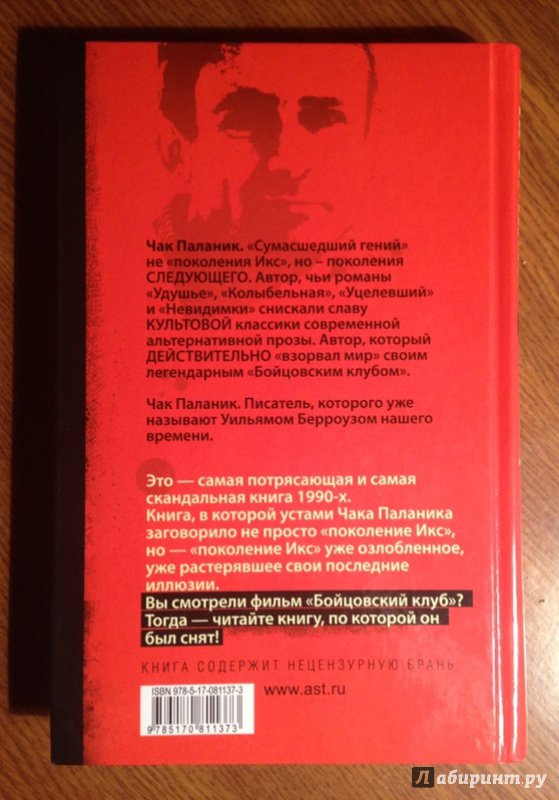 Чак Паланик. «Сумасшедший гений»
не «поколения Икс», но – поколения
СЛЕДУЮЩЕГО. Автор, чьи романы
"Удушье», «Колыбельная», "Уцелевший»
и «Невидимки» снискали славу
КУЛЬТОВОЙ классики современной
альтернативной прозы. Автор, который
ДЕЙСТВИТЕЛЬНО «взорвал мир» своим
легендарным «Бойцовским клубом».
Чак Паланик. Писатель, которого уже
называют Уильямом Берроузом нашего
времени.
Это — самая потрясающая и самая
скандальная книга 1990-х.
Книга, в которой устами Чака Паланика
заговорило не просто «поколение Икс»,
но — «поколение Икс» уже озлобленное,
уже растерявшее свои последние
иллюзии.
Вы смотрели фильм «Бойцовский клуб»?
Тогда — читайте книгу, по которой он
был снят!
КНИГА СОДЕРЖИТ НЕЦЕНЗУРНУЮ БРАНЬ
ISBN 978-5-17-081137-3
www.ast.ru
9 785170 811373
Лабиринт.ру